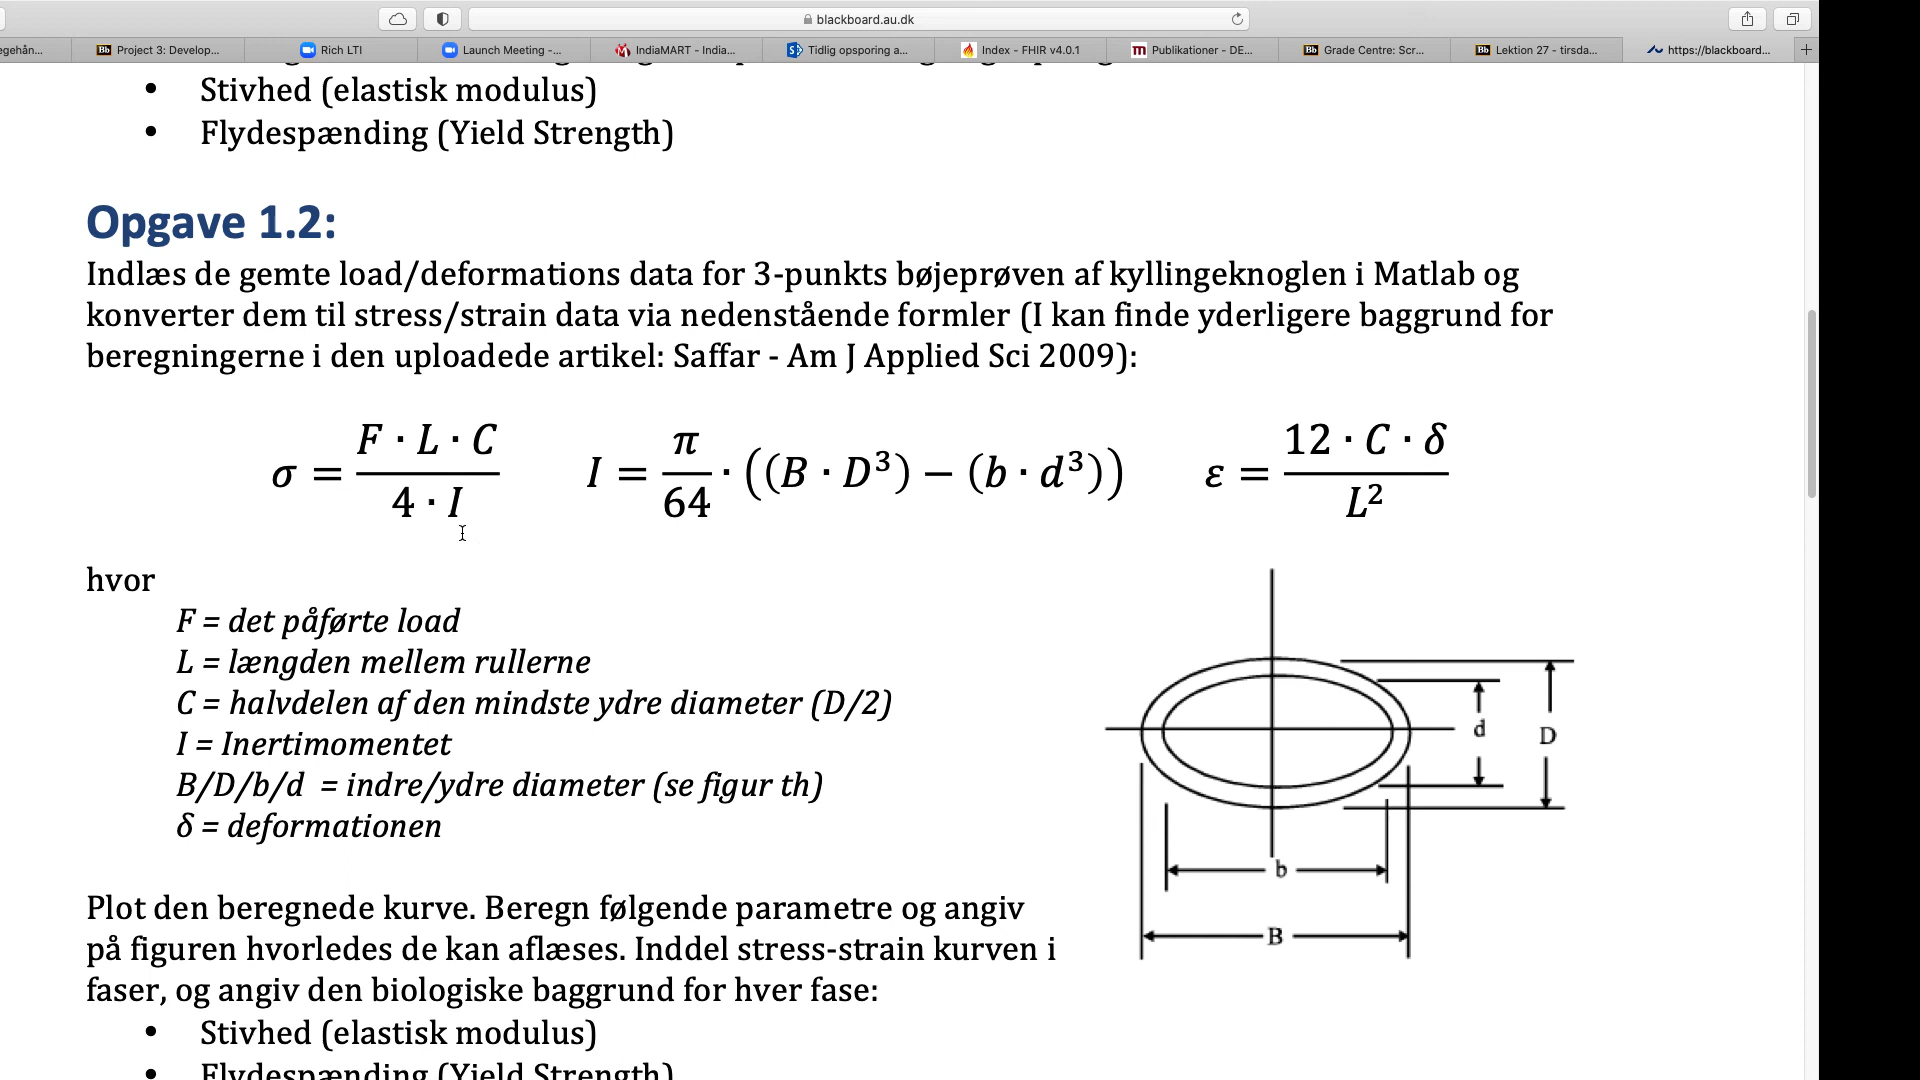 blackboard.au.dk
egehån...
Project 3: Develop...
Rich LTI
Launch Meeting -...
IndiaMART - India...
Tidlig opsporing a...
Index - FHIR v4.0.1
Publikationer - DE...
Grade Centre: Scr...
Lektion 27 - tirsda...
https://blackboard...
• Stivhed (elastisk modulus)
• Flydespænding (Yield Strength)
Opgave 1.2:
Indlæs de gemte load/deformations data for 3-punkts bøjeprøven af kyllingeknoglen i Matlab og
konverter dem til stress/strain data via nedenstående formler (I kan finde yderligere baggrund for
beregningerne i den uploadede artikel: Saffar - Am J Applied Sci 2009):
σ = (F · L · C) / (4 · I)    I = π/64 · ((B · D³) − (b · d³))    ε = (12 · C · δ) / L²
hvor
F = det påførte load
L = længden mellem rullerne
C = halvdelen af den mindste ydre diameter (D/2)
I = Inertimomentet
B/D/b/d = indre/ydre diameter (se figur th)
δ = deformationen
d
D
b
B
Plot den beregnede kurve. Beregn følgende parametre og angiv
på figuren hvorledes de kan aflæses. Inddel stress-strain kurven i
faser, og angiv den biologiske baggrund for hver fase:
• Stivhed (elastisk modulus)
• Flydespænding (Yield Strength)